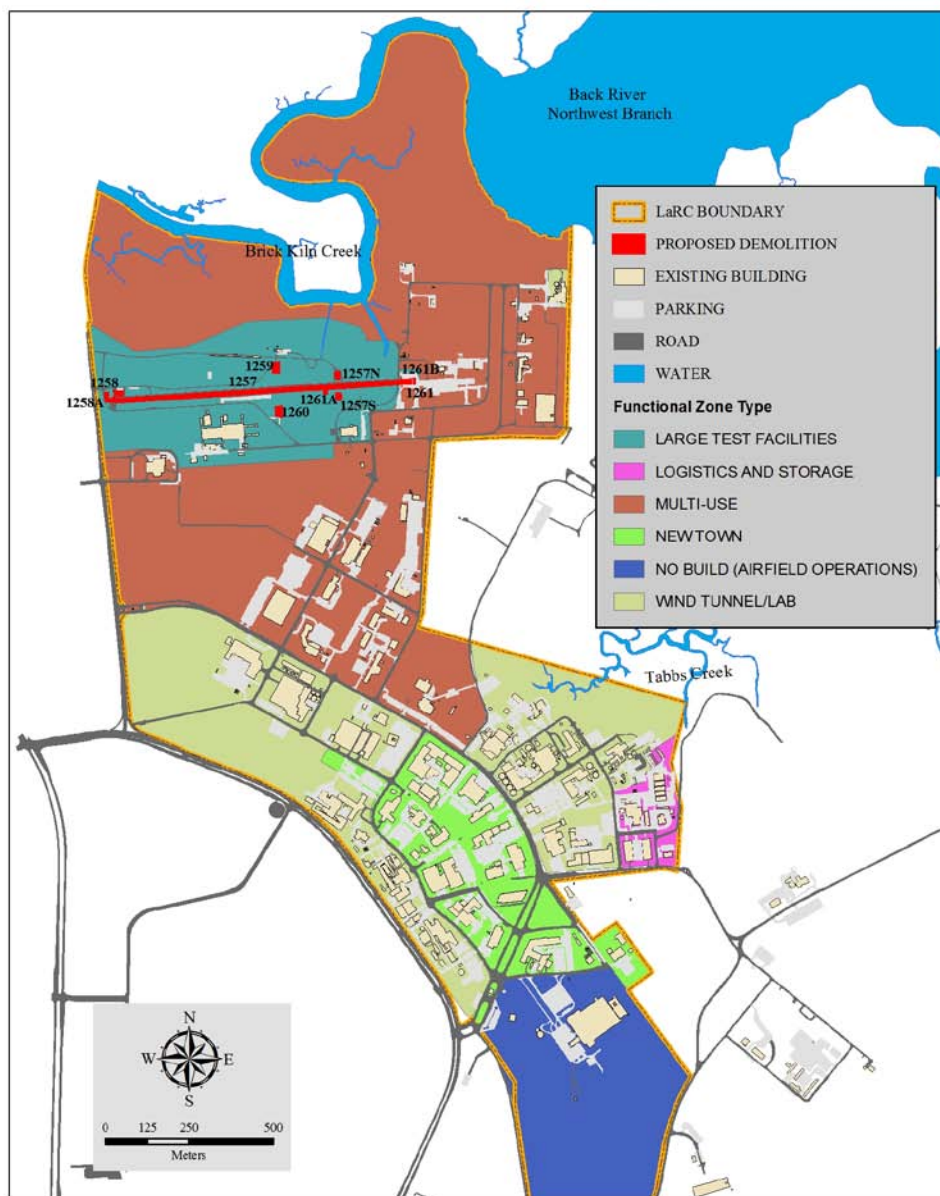 Back River
Northwest Branch
LaRC BOUNDARY
PROPOSED DEMOLITION
EXISTING BUILDING
PARKING
ROAD
WATER
Functional Zone Type
LARGE TEST FACILITIES
LOGISTICS AND STORAGE
MULTI-USE
NEW TOWN
NO BUILD (AIRFIELD OPERATIONS)
WIND TUNNEL/LAB
Brick Kiln Creek
1259
1257N
1261B
1258
1257
1258A
1261A
1261
1260
1257S
Tabbs Creek
N
W
E
S
0 125 250 500
Meters